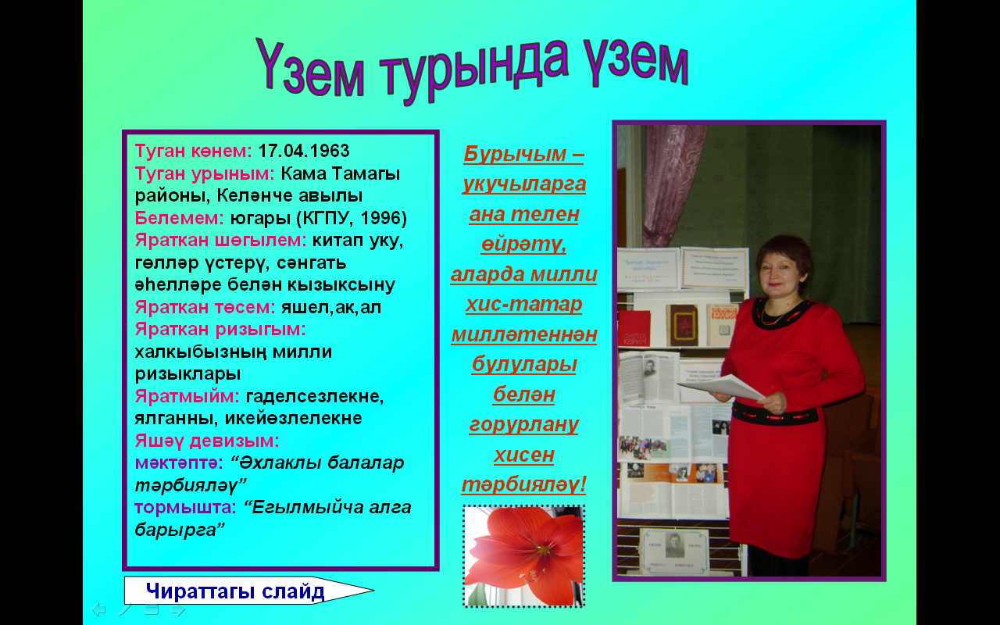 Үзем турында үзем
Туган көнем: 17.04.1963
Туган урыным: Кама Тамагы
районы, Келәнче авылы
Белемем: югары (КГПУ, 1996)
Яраткан шөгылем: китап уку,
гөлләр үстерү, сәнгать
әһелләре белән кызыксыну
Яраткан төсем: яшел,ак,ал
Яраткан ризыгым:
халкыбызның милли
ризыклары
Яратмыйм: гаделсезлекне,
ялганны, икейөзлелекне
Яшәү девизым:
мәктәптә: “Әхлаклы балалар
тәрбияләү”
тормышта: “Егылмыйча алга
барырга”
Чираттагы слайд
Бурычым –
укучыларга
ана телен
өйрәтү,
аларда милли
хис-татар
милләтеннән
булулары
белән
горурлану
хисен
тәрбияләү!